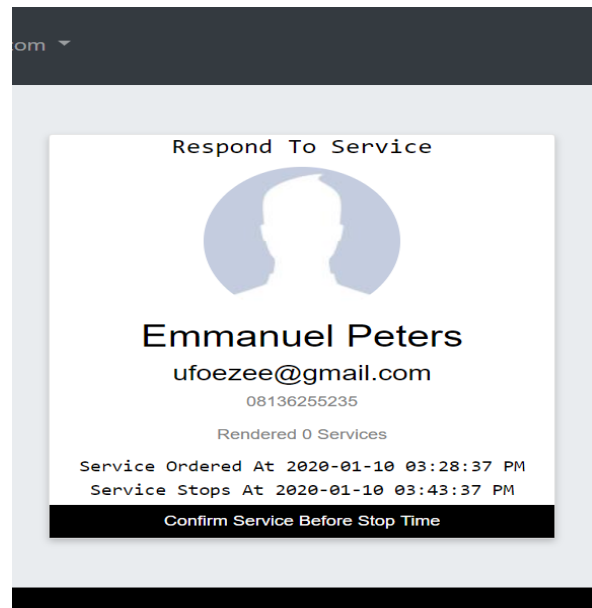 om
Respond To Service
Emmanuel Peters
ufoezee@gmail.com
08136255235
Rendered 0 Services
Service Ordered At 2020-01-10 03:28:37 PM
Service Stops At 2020-01-10 03:43:37 PM
Confirm Service Before Stop Time